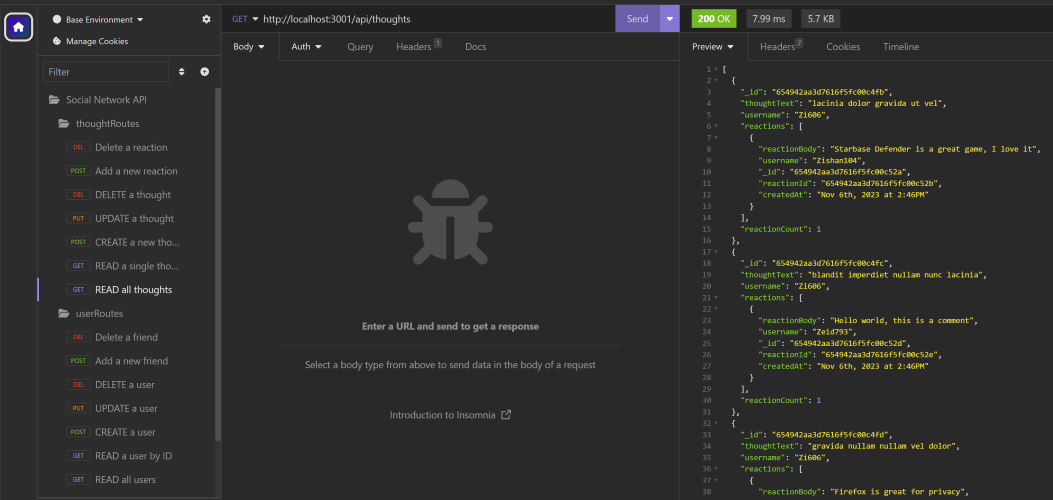 Base Environment
Manage Cookies
Filter
Social Network API
thoughtRoutes
DEL Delete a reaction
POST Add a new reaction
DEL DELETE a thought
PUT UPDATE a thought
POST CREATE a new tho...
GET READ a single tho...
GET READ all thoughts
userRoutes
DEL Delete a friend
POST Add a new friend
DEL DELETE a user
PUT UPDATE a user
POST CREATE a user
GET READ a user by ID
GET READ all users
GET http://localhost:3001/api/thoughts Send
Body Auth Query Headers 1 Docs
Enter a URL and send to get a response
Select a body type from above to send data in the body of a request
Introduction to Insomnia
200 OK 7.99 ms 5.7 KB
Preview Headers 7 Cookies Timeline
1 [
2 {
3 "_id": "654942aa3d7616f5fc00c4fb",
4 "thoughtText": "lacinia dolor gravida ut vel",
5 "username": "Zi606",
6 "reactions": [
7 {
8 "reactionBody": "Starbase Defender is a great game, I love it",
9 "username": "Zishan104",
10 "_id": "654942aa3d7616f5fc00c52a",
11 "reactionId": "654942aa3d7616f5fc00c52b",
12 "createdAt": "Nov 6th, 2023 at 2:46PM"
13 }
14 ],
15 "reactionCount": 1
16 },
17 {
18 "_id": "654942aa3d7616f5fc00c4fc",
19 "thoughtText": "blandit imperdiet nullam nunc lacinia",
20 "username": "Zi606",
21 "reactions": [
22 {
23 "reactionBody": "Hello world, this is a comment",
24 "username": "Zeid793",
25 "_id": "654942aa3d7616f5fc00c52d",
26 "reactionId": "654942aa3d7616f5fc00c52e",
27 "createdAt": "Nov 6th, 2023 at 2:46PM"
28 }
29 ],
30 "reactionCount": 1
31 },
32 {
33 "_id": "654942aa3d7616f5fc00c4fd",
34 "thoughtText": "gravida nullam nullam vel dolor",
35 "username": "Zi606",
36 "reactions": [
37 {
38 "reactionBody": "Firefox is great for privacy",